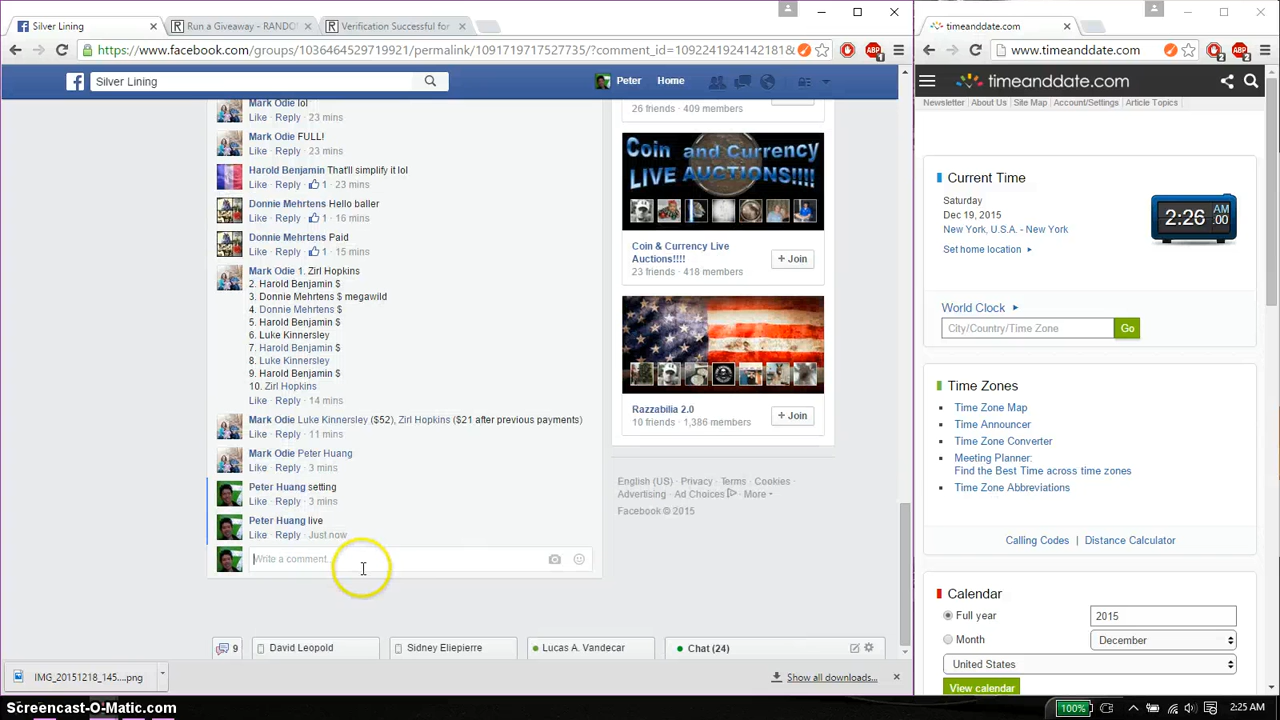 Silver Lining
Run a Giveaway - RANDO
Verification Successful for
timeanddate.com
https://www.facebook.com/groups/1036464529719921/permalink/1091719717527735/?comment_id=1092241924142181&
www.timeanddate.com
Silver Lining
Peter
Home
timeanddate.com
Newsletter
About Us
Site Map
Account/Settings
Article Topics
Mark Odie lol
Like · Reply · 23 mins
Mark Odie FULL!
Like · Reply · 23 mins
Harold Benjamin That'll simplify it lol
Like · Reply · 1 · 23 mins
Donnie Mehrtens Hello baller
Like · Reply · 1 · 16 mins
Donnie Mehrtens Paid
Like · Reply · 1 · 15 mins
Mark Odie 1. Zirl Hopkins
2. Harold Benjamin $
3. Donnie Mehrtens $ megawild
4. Donnie Mehrtens $
5. Harold Benjamin $
6. Luke Kinnersley
7. Harold Benjamin $
8. Luke Kinnersley
9. Harold Benjamin $
10. Zirl Hopkins
Like · Reply · 14 mins
Mark Odie Luke Kinnersley ($52), Zirl Hopkins ($21 after previous payments)
Like · Reply · 11 mins
Mark Odie Peter Huang
Like · Reply · 3 mins
Peter Huang setting
Like · Reply · 3 mins
Peter Huang live
Like · Reply · Just now
Write a comment...
26 friends · 409 members
Coin and Currency
LIVE AUCTIONS!!!!
Coin & Currency Live
Auctions!!!!
23 friends · 418 members
+ Join
Razzabilia 2.0
10 friends · 1,386 members
+ Join
English (US) · Privacy · Terms · Cookies ·
Advertising · Ad Choices · More
Facebook © 2015
9
David Leopold
Sidney Eliepierre
Lucas A. Vandecar
Chat (24)
IMG_20151218_145....png
Show all downloads...
Current Time
Saturday
Dec 19, 2015
New York, U.S.A. - New York
Set home location
2:26 AM .00
World Clock
City/Country/Time Zone
Go
Time Zones
Time Zone Map
Time Announcer
Time Zone Converter
Meeting Planner:
Find the Best Time across time zones
Time Zone Abbreviations
Calling Codes | Distance Calculator
Calendar
Full year
2015
Month
December
United States
View calendar
Screencast-O-Matic.com
100%
2:25 AM